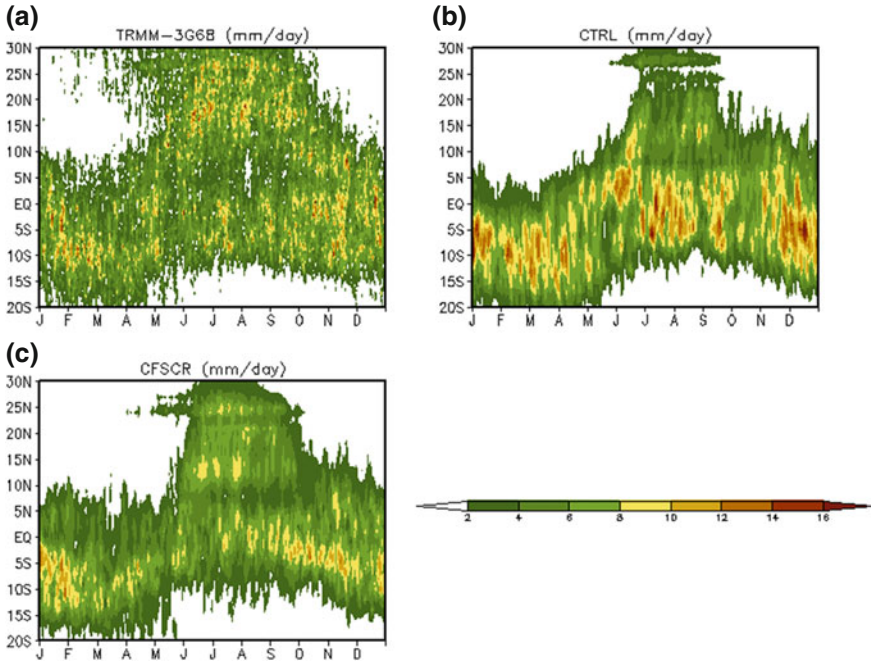 (a)
TRMM-3G68 (mm/day)
30N
25N
20N
15N
10N
5N
EQ
5S
10S
15S
20S
J F M A M J J A S O N D
(b)
CTRL (mm/day)
30N
25N
20N
15N
10N
5N
EQ
5S
10S
15S
20S
J F M A M J J A S O N D
(c)
CFSCR (mm/day)
30N
25N
20N
15N
10N
5N
EQ
5S
10S
15S
20S
J F M A M J J A S O N D
2 4 6 8 10 12 14 16